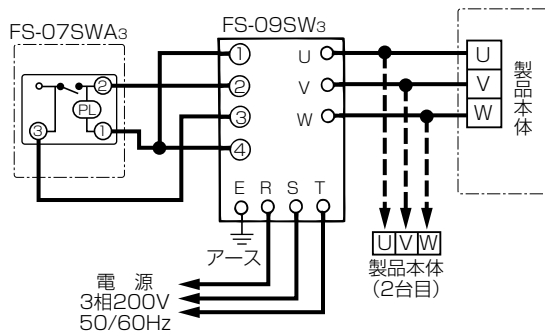 FS-07SWA3
FS-09SW3
② PL ③ ①
① ② ③ ④
U V W
E R S T
アース
電 源
3相200V
50/60Hz
U
V
W
製品本体
U V W
製品本体
(2台目)